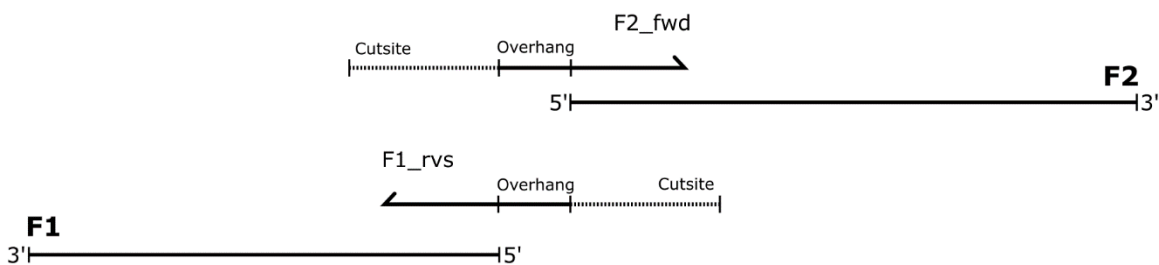 F2_fwd
Cutsite Overhang
F2
5' 3'
F1_rvs
Overhang Cutsite
F1
3' 5'